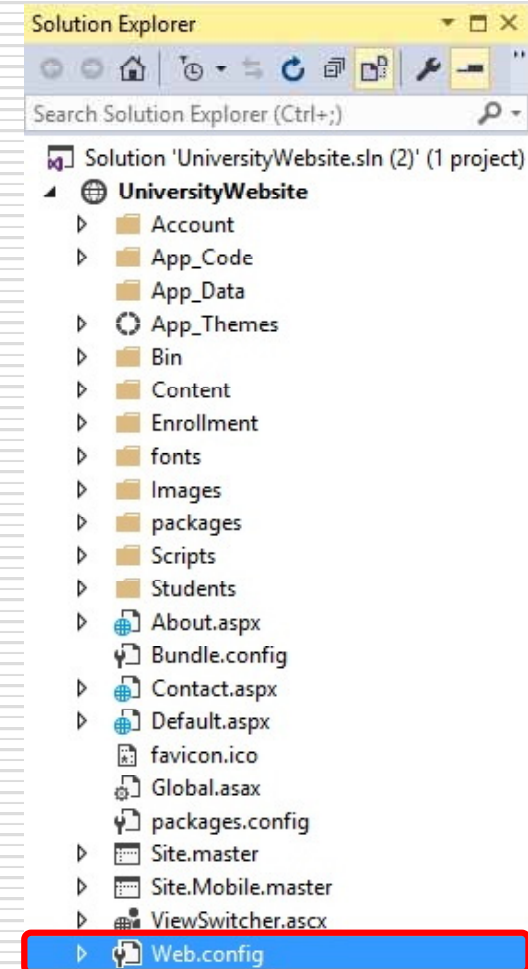 Solution Explorer
Search Solution Explorer (Ctrl+;)
Solution 'UniversityWebsite.sln (2)' (1 project)
UniversityWebsite
Account
App_Code
App_Data
App_Themes
Bin
Content
Enrollment
fonts
Images
packages
Scripts
Students
About.aspx
Bundle.config
Contact.aspx
Default.aspx
favicon.ico
Global.asax
packages.config
Site.master
Site.Mobile.master
ViewSwitcher.ascx
Web.config